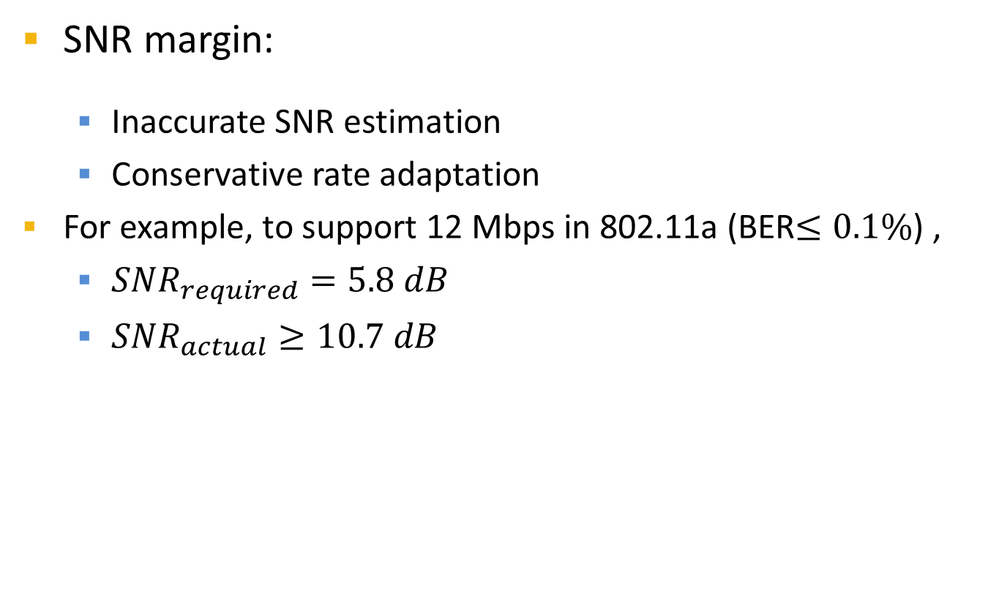 ▪ SNR margin:
▪ Inaccurate SNR estimation
▪ Conservative rate adaptation
▪ For example, to support 12 Mbps in 802.11a (BER≤ 0.1%) ,
▪ SNR_required = 5.8 dB
▪ SNR_actual ≥ 10.7 dB